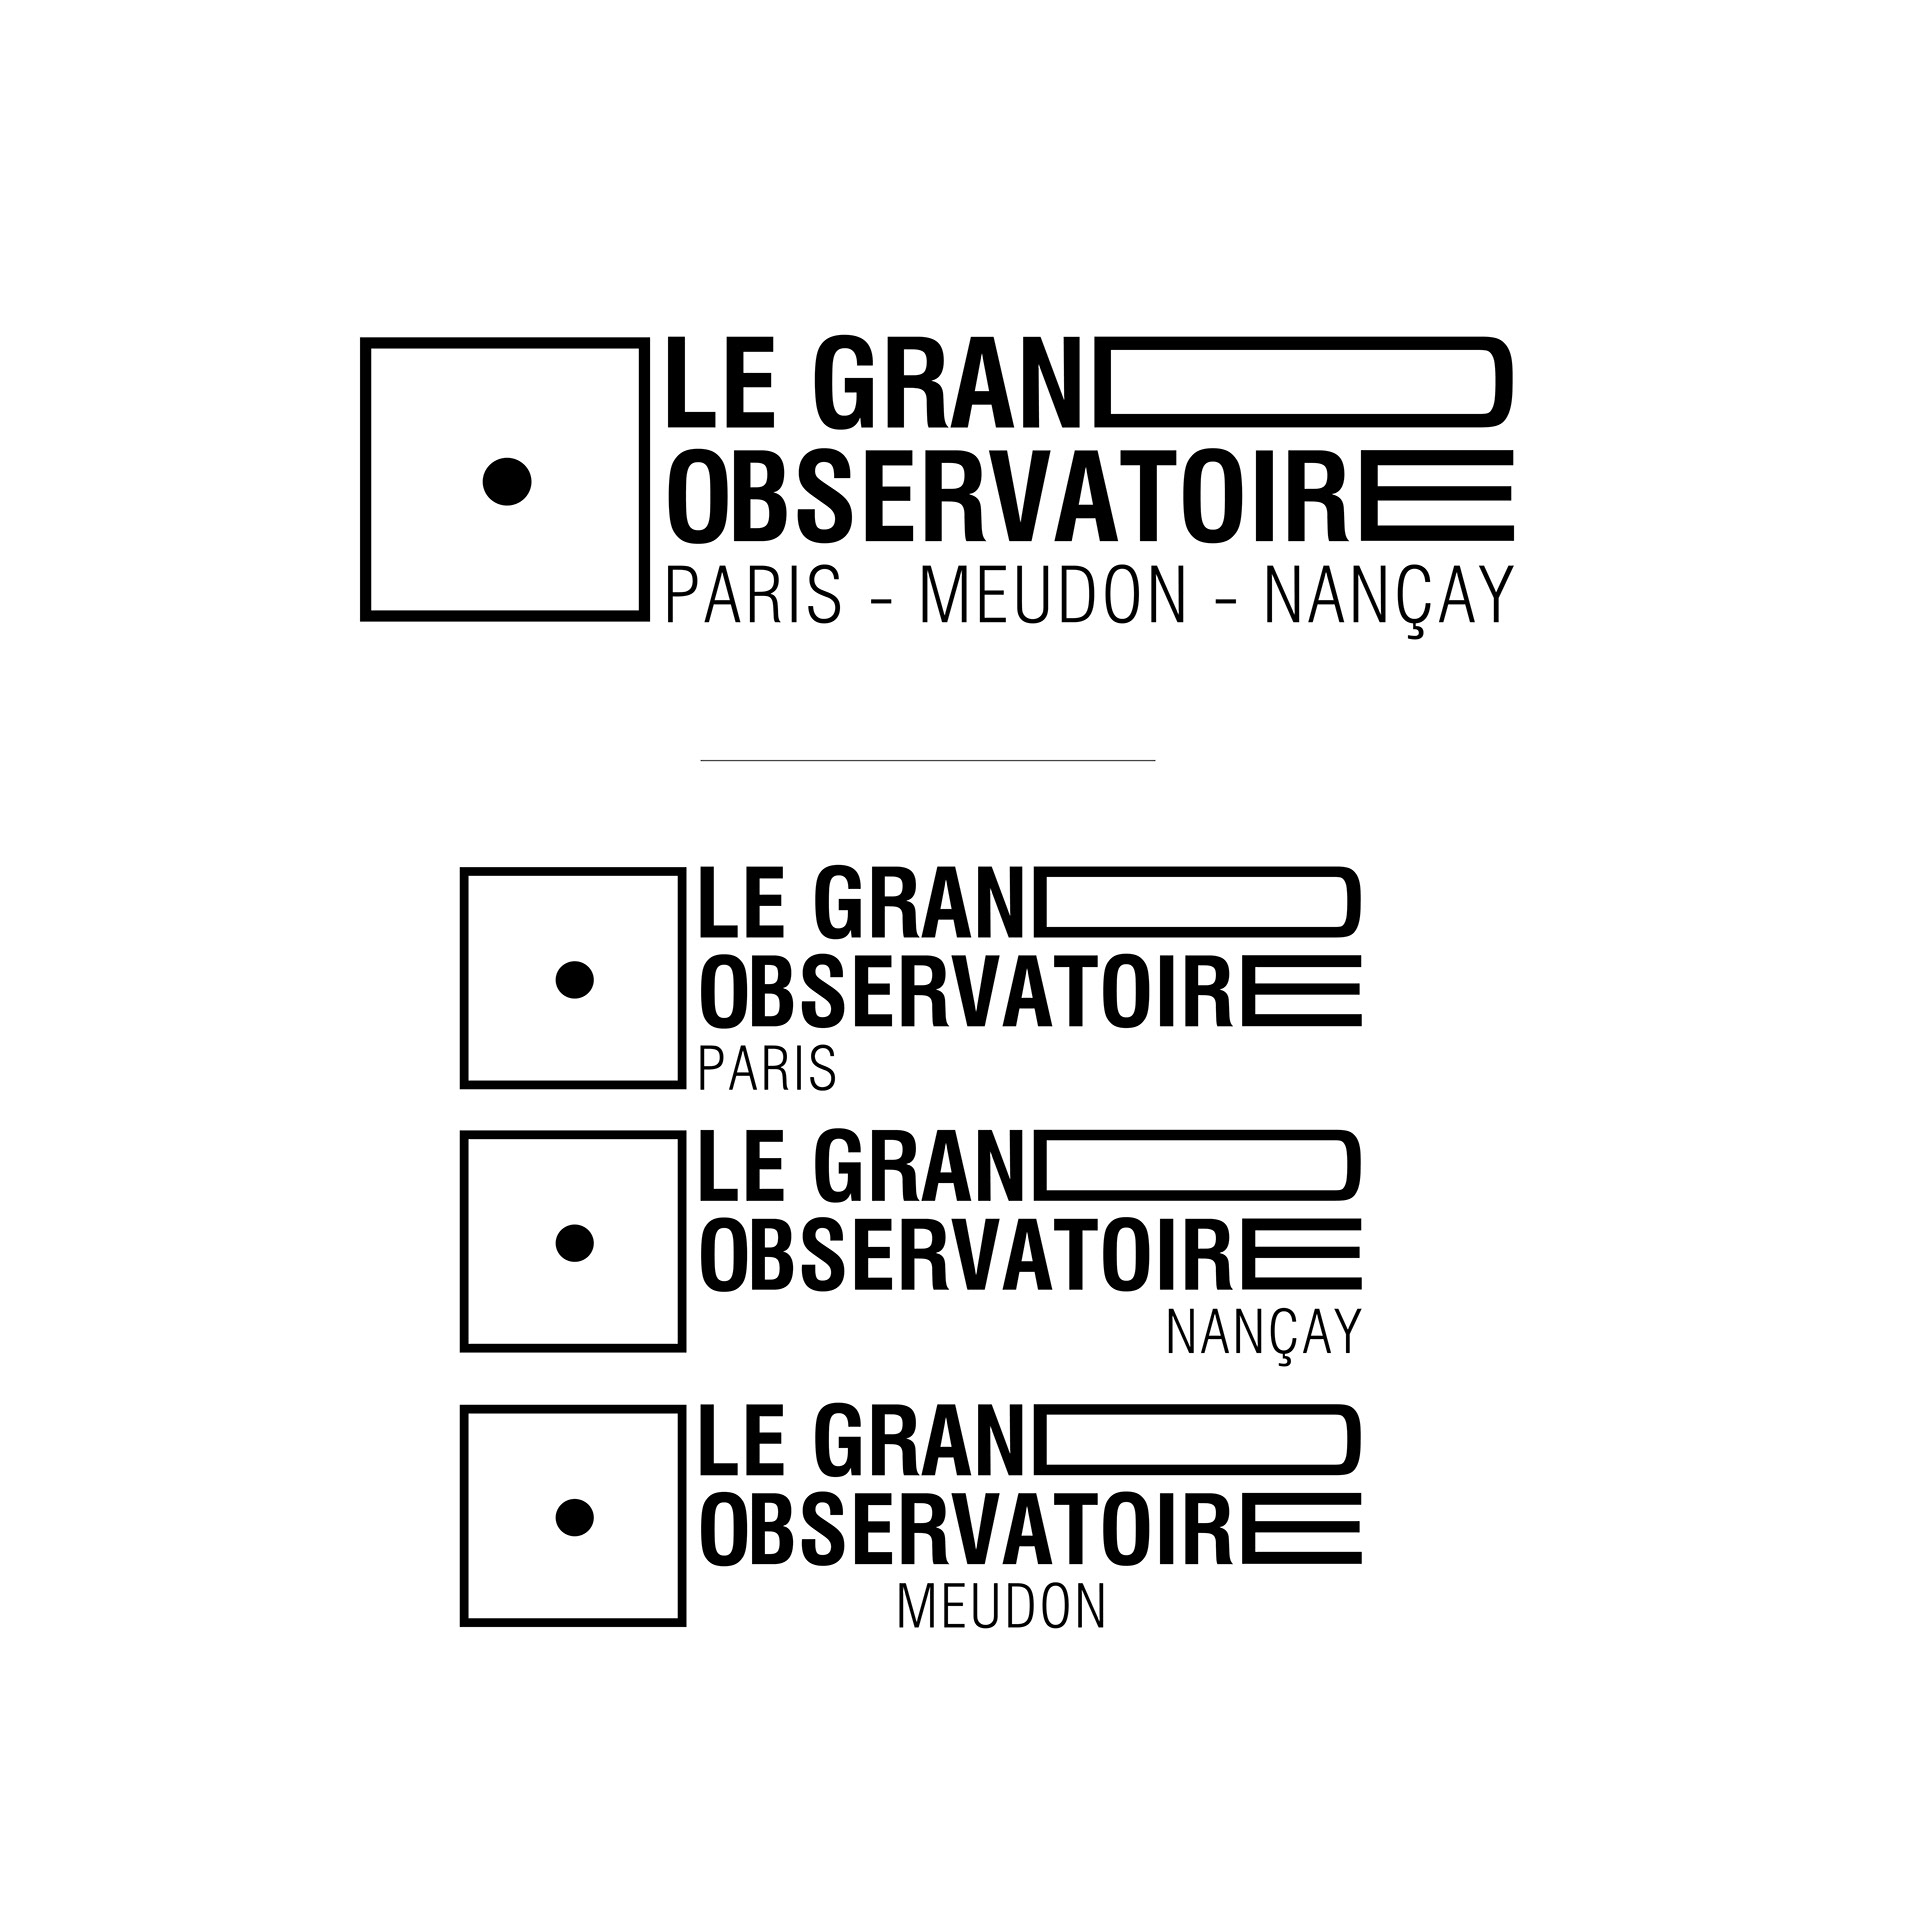 LE GRAND
OBSERVATOIRE
PARIS - MEUDON - NANÇAY
LE GRAND
OBSERVATOIRE
PARIS
LE GRAND
OBSERVATOIRE
NANÇAY
LE GRAND
OBSERVATOIRE
MEUDON